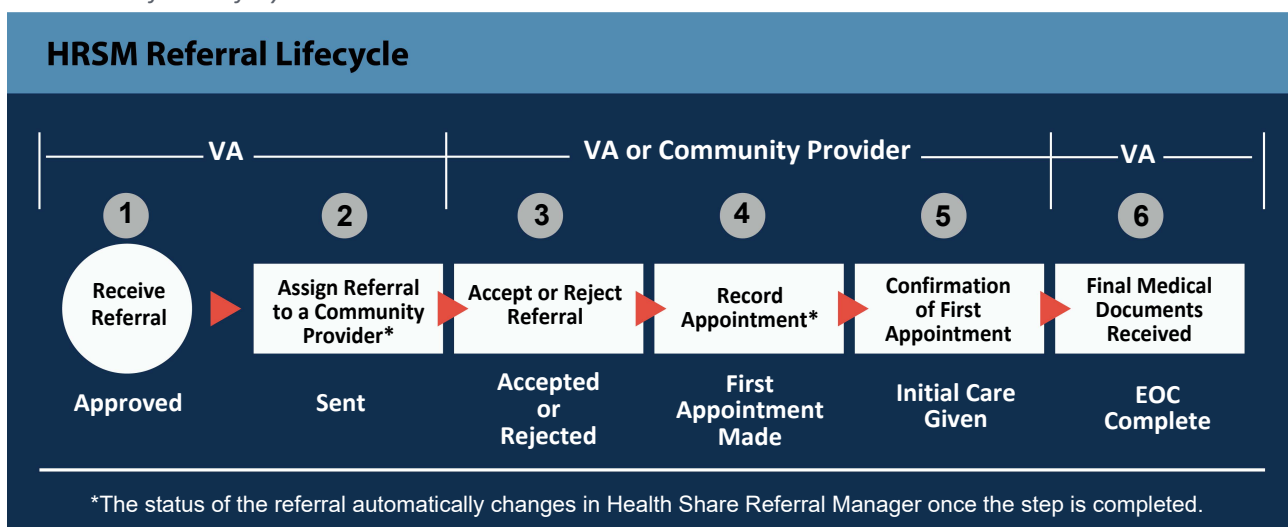 HRSM Referral Lifecycle
VA
VA or Community Provider
VA
1
2
3
4
5
6
Receive
Referral
Assign Referral
to a Community
Provider*
Accept or Reject
Referral
Record
Appointment*
Confirmation
of First
Appointment
Final Medical
Documents
Received
Approved
Sent
Accepted
or
Rejected
First
Appointment
Made
Initial Care
Given
EOC
Complete
*The status of the referral automatically changes in Health Share Referral Manager once the step is completed.